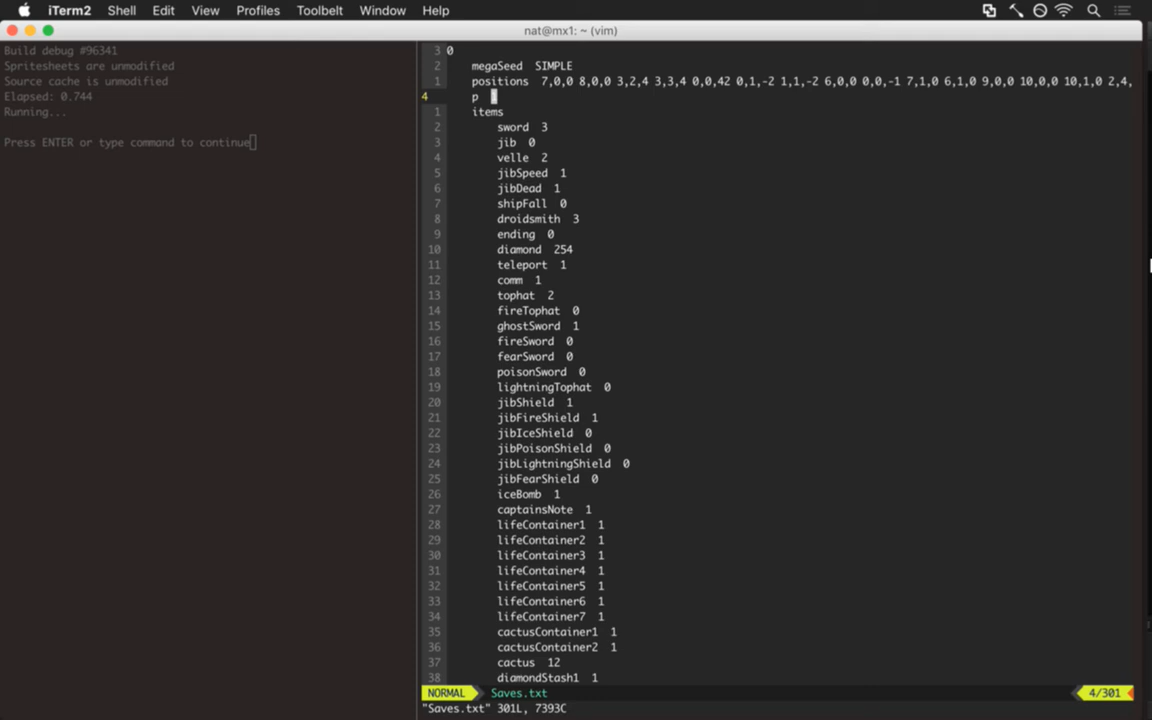 iTerm2 Shell Edit View Profiles Toolbelt Window Help
nat@mx1: ~ (vim)
Build debug #96341
Spritesheets are unmodified
Source cache is unmodified
Elapsed: 0.744
Running...
Press ENTER or type command to continue
3 0
2 megaSeed SIMPLE
1 positions 7,0,0 8,0,0 3,2,4 3,3,4 0,0,42 0,1,-2 1,1,-2 6,0,0 0,0,-1 7,1,0 6,1,0 9,0,0 10,0,0 10,1,0 2,4,
4 p
1 items
2 sword 3
3 jib 0
4 velle 2
5 jibSpeed 1
6 jibDead 1
7 shipFall 0
8 droidsmith 3
9 ending 0
10 diamond 254
11 teleport 1
12 comm 1
13 tophat 2
14 fireTophat 0
15 ghostSword 1
16 fireSword 0
17 fearSword 0
18 poisonSword 0
19 lightningTophat 0
20 jibShield 1
21 jibFireShield 1
22 jibIceShield 0
23 jibPoisonShield 0
24 jibLightningShield 0
25 jibFearShield 0
26 iceBomb 1
27 captainsNote 1
28 lifeContainer1 1
29 lifeContainer2 1
30 lifeContainer3 1
31 lifeContainer4 1
32 lifeContainer5 1
33 lifeContainer6 1
34 lifeContainer7 1
35 cactusContainer1 1
36 cactusContainer2 1
37 cactus 12
38 diamondStash1 1
NORMAL Saves.txt 4/301
"Saves.txt" 301L, 7393C